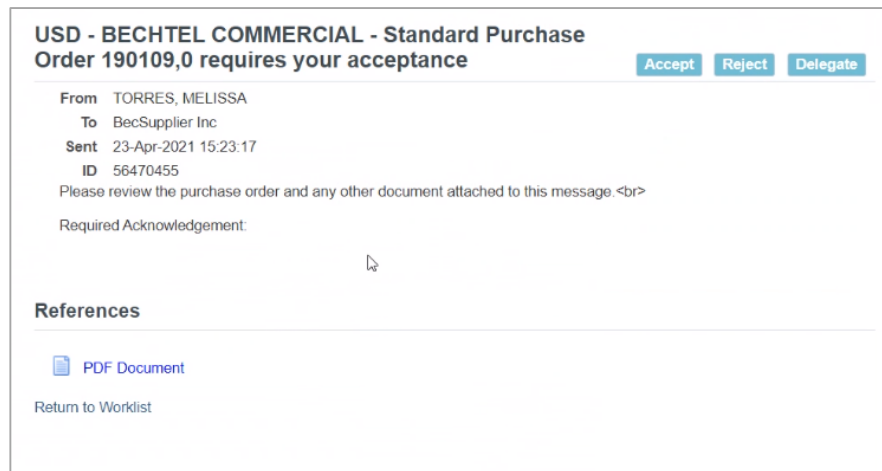 USD - BECHTEL COMMERCIAL - Standard Purchase
Order 190109,0 requires your acceptance
Accept Reject Delegate
From TORRES, MELISSA
To BecSupplier Inc
Sent 23-Apr-2021 15:23:17
ID 56470455
Please review the purchase order and any other document attached to this message.<br>
Required Acknowledgement:
References
PDF Document
Return to Worklist